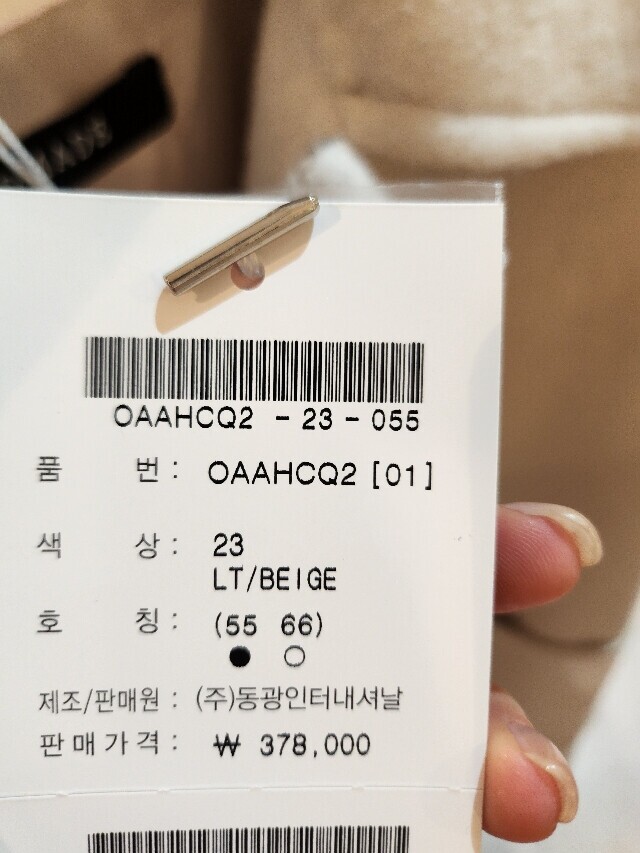 OAAHCQ2 - 23 - 055
품 번 : OAAHCQ2 [01]
색 상 : 23
LT/BEIGE
호 칭 : (55 66)
● ○
제조/판매원 : (주)동광인터내셔날
판매가격 : ₩ 378,000